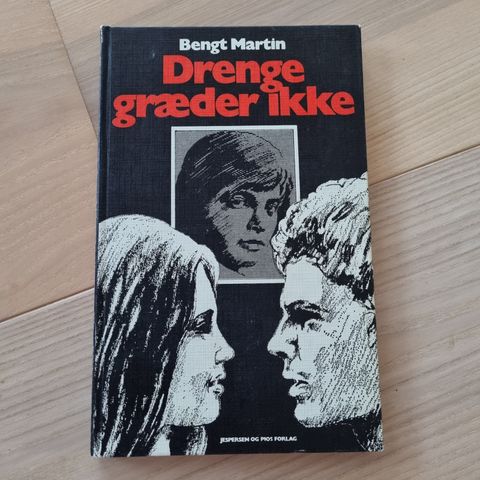 Bengt Martin
Drenge
græder ikke
JESPERSEN OG PIOS FORLAG